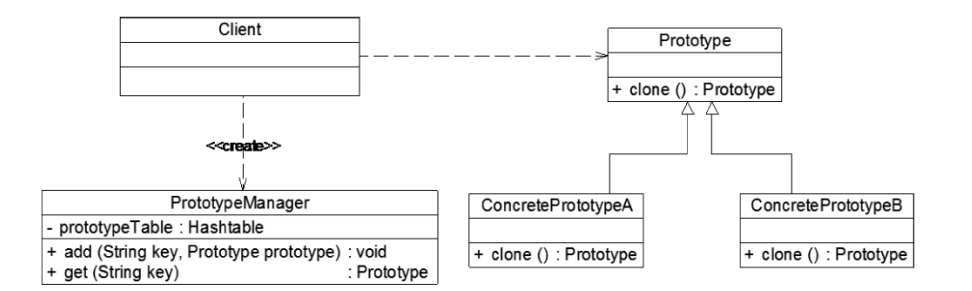 Client
Prototype
+ clone () : Prototype
<<create>>
PrototypeManager
- prototypeTable : Hashtable
+ add (String key, Prototype prototype) : void
+ get (String key) : Prototype
ConcretePrototypeA
+ clone () : Prototype
ConcretePrototypeB
+ clone () : Prototype